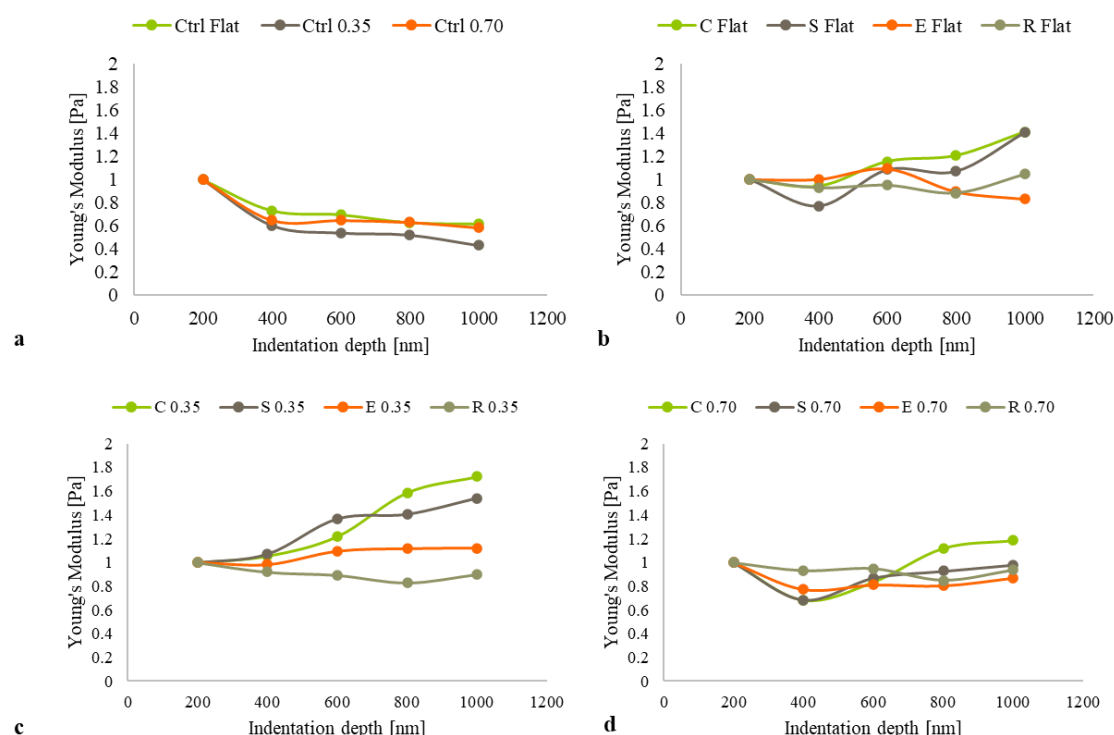 Ctrl Flat Ctrl 0.35 Ctrl 0.70
2
1.8
1.6
1.4
1.2
1
0.8
0.6
0.4
0.2
0
Young's Modulus [Pa]
0 200 400 600 800 1000 1200
Indentation depth [nm]
a
C Flat S Flat E Flat R Flat
2
1.8
1.6
1.4
1.2
1
0.8
0.6
0.4
0.2
0
Young's Modulus [Pa]
0 200 400 600 800 1000 1200
Indentation depth [nm]
b
C 0.35 S 0.35 E 0.35 R 0.35
2
1.8
1.6
1.4
1.2
1
0.8
0.6
0.4
0.2
0
Young's Modulus [Pa]
0 200 400 600 800 1000 1200
Indentation depth [nm]
c
C 0.70 S 0.70 E 0.70 R 0.70
2
1.8
1.6
1.4
1.2
1
0.8
0.6
0.4
0.2
0
Young's Modulus [Pa]
0 200 400 600 800 1000 1200
Indentation depth [nm]
d